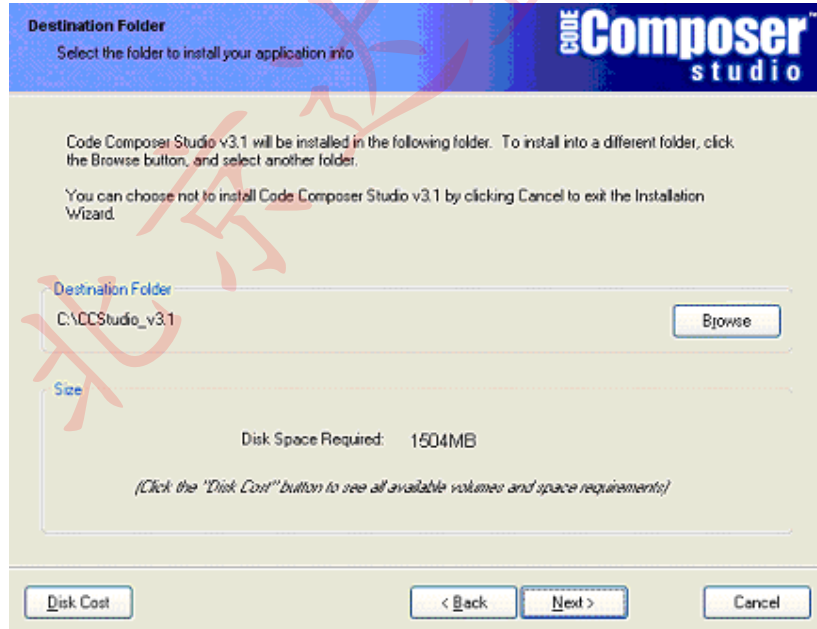 Destination Folder
Select the folder to install your application into
CODE Composer™
studio
Code Composer Studio v3.1 will be installed in the following folder. To install into a different folder, click
the Browse button, and select another folder.
You can choose not to install Code Composer Studio v3.1 by clicking Cancel to exit the Installation
Wizard.
Destination Folder
C:\CCStudio_v3.1
Browse
Size
Disk Space Required: 1504MB
(Click the "Disk Cost" button to see all available volumes and space requirements)
Disk Cost
< Back
Next >
Cancel
北京